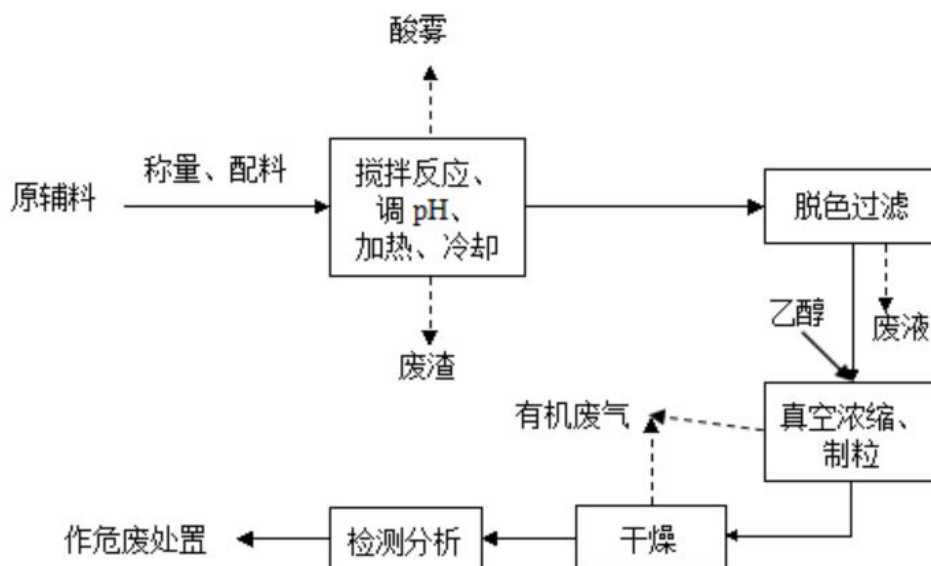 酸雾
原辅料
称量、配料
搅拌反应、
调 pH、
加热、冷却
脱色过滤
废渣
乙醇
废液
有机废气
真空浓缩、
制粒
作危废处置
检测分析
干燥